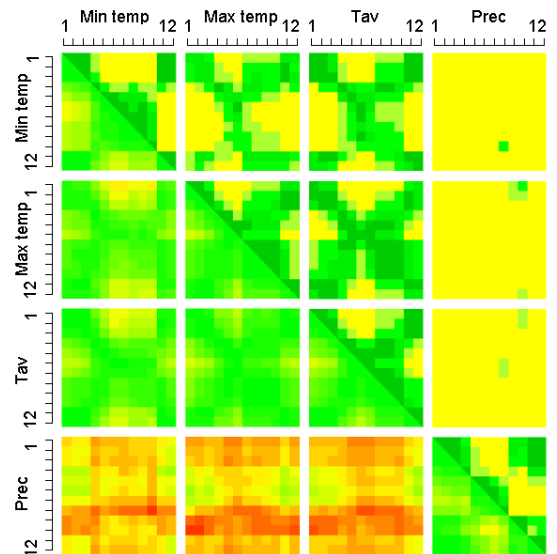 Min temp Max temp Tav Prec
1 12 1 12 1 12 1 12
Min temp 1 12
Max temp 1 12
Tav 1 12
Prec 1 12